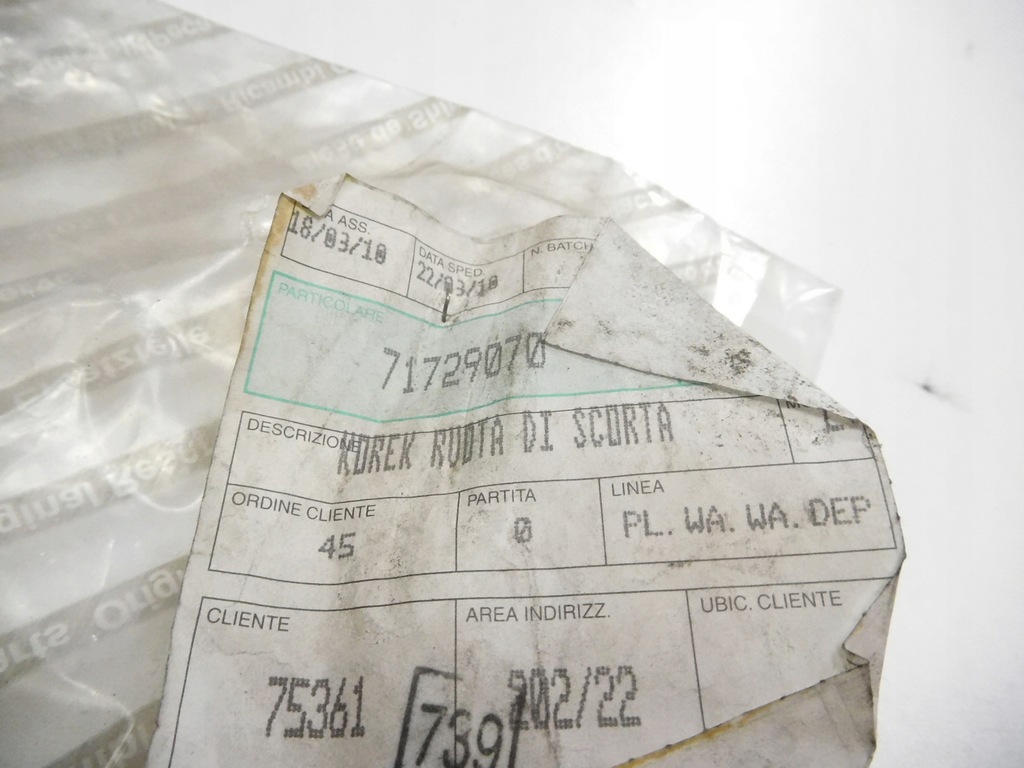 A ASS.
18/03/10
DATA SPED
22/03/10
N. BATCH
PARTICOLARE
71729070
DESCRIZIONE
KOREK RUOTA DI SCORTA
ORDINE CLIENTE
45
PARTITA
0
LINEA
PL. WA. WA. DEP
CLIENTE
75361
AREA INDIRIZZ.
202/22
UBIC. CLIENTE
739